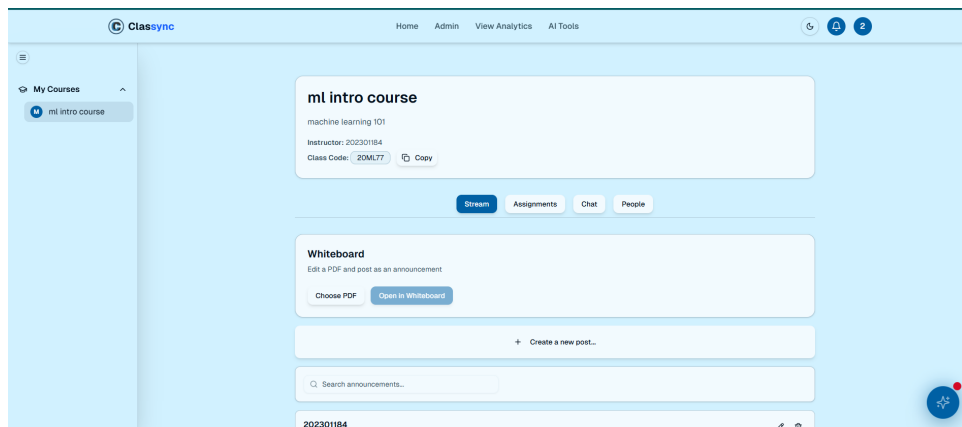 Classync
Home Admin View Analytics AI Tools
2
My Courses
M ml intro course
ml intro course
machine learning 101
Instructor: 202301184
Class Code: 20ML77 Copy
Stream Assignments Chat People
Whiteboard
Edit a PDF and post as an announcement
Choose PDF Open in Whiteboard
+ Create a new post...
Search announcements...
202301184